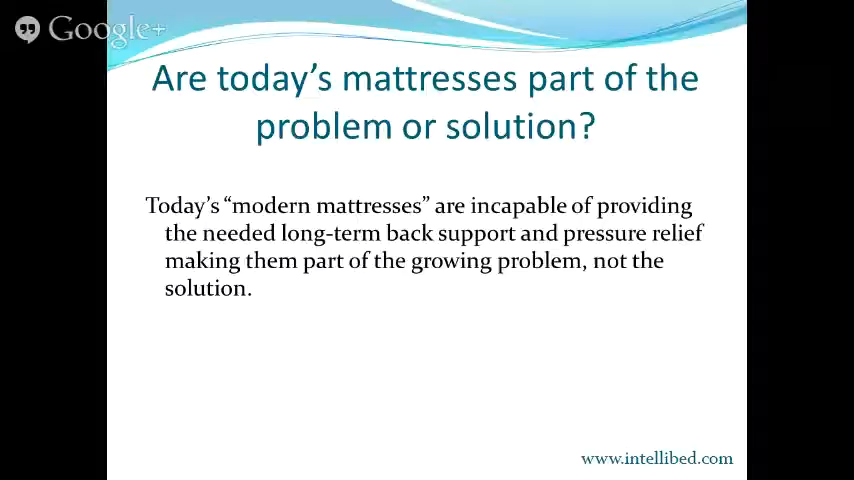 Google+
Are today's mattresses part of the
problem or solution?
Today's “modern mattresses” are incapable of providing
the needed long-term back support and pressure relief
making them part of the growing problem, not the
solution.
www.intellibed.com